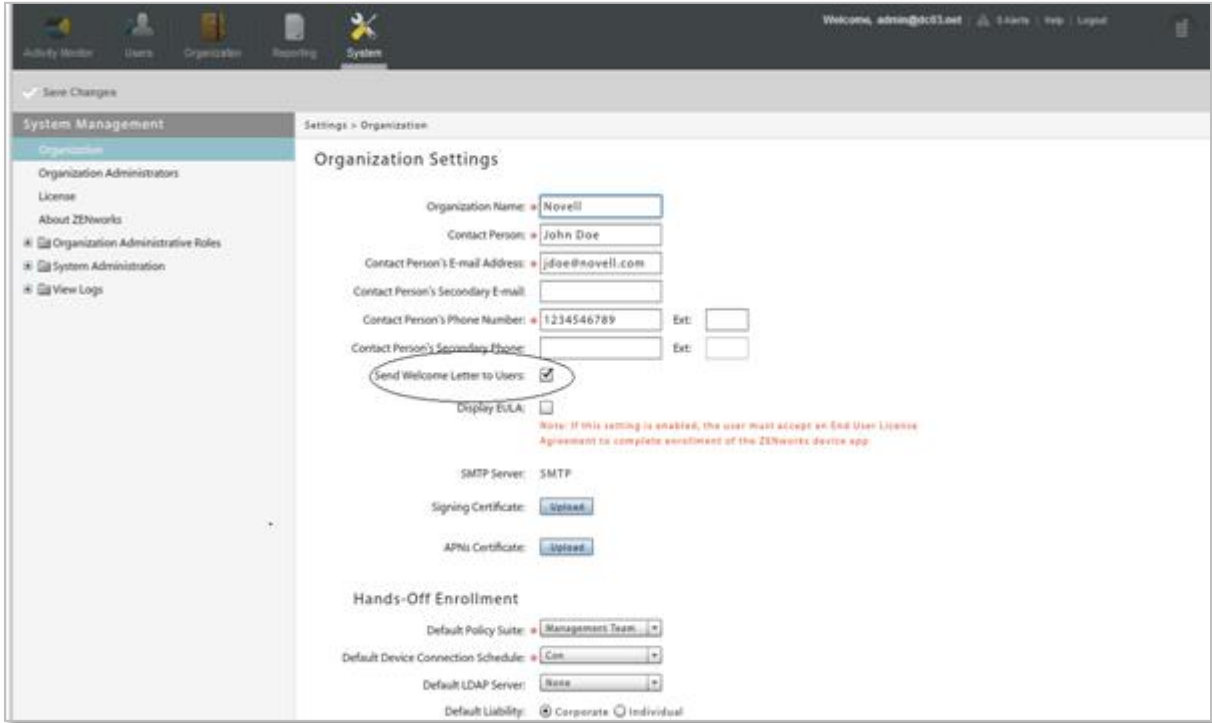 Welcome, admin@dc03.net | Alerts | Help | Logout
Activity Monitor Users Organization Reporting System
Save Changes
System Management
Organization
Organization Administrators
License
About ZENworks
Organization Administrative Roles
System Administration
View Logs
Settings > Organization
Organization Settings
Organization Name: * Novell
Contact Person: * John Doe
Contact Person's E-mail Address: * jdoe@novell.com
Contact Person's Secondary E-mail:
Contact Person's Phone Number: * 1234546789 Ext:
Contact Person's Secondary Phone: Ext:
Send Welcome Letter to Users:
Display EULA:
Note: If this setting is enabled, the user must accept an End User License
Agreement to complete enrollment of the ZENworks device app
SMTP Server: SMTP
Signing Certificate: Upload
APNs Certificate: Upload
Hands-Off Enrollment
Default Policy Suite: * Management Team
Default Device Connection Schedule: * Con
Default LDAP Server: None
Default Liability: Corporate Individual